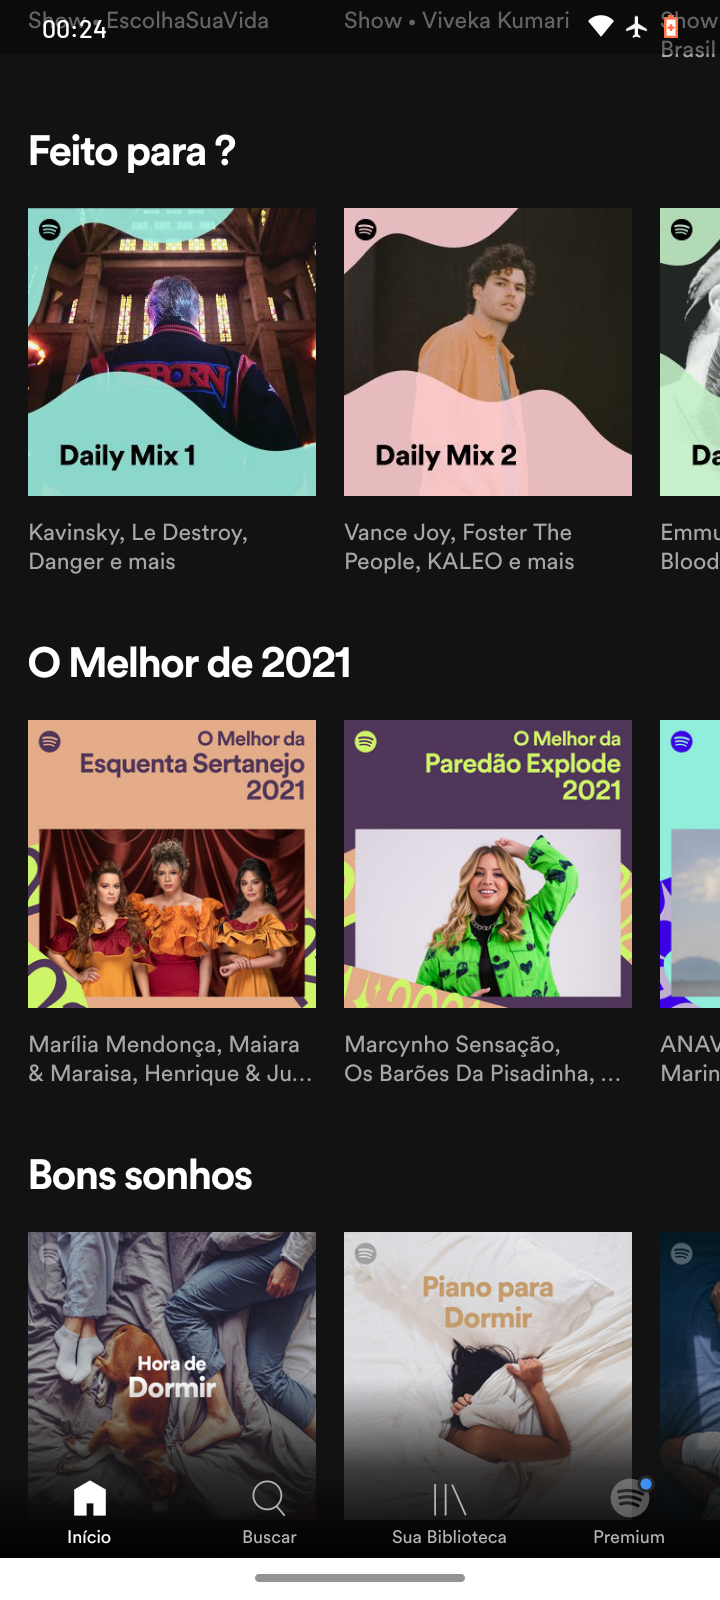 Show • EscolhaSuaVida
Show • Viveka Kumari
Show
Brasil
00:24
Feito para ?
BORN
Daily Mix 1
Daily Mix 2
Da
Kavinsky, Le Destroy,
Danger e mais
Vance Joy, Foster The
People, KALEO e mais
Emmu
Blood
O Melhor de 2021
O Melhor da
Esquenta Sertanejo
2021
O Melhor da
Paredão Explode
2021
2021
Marília Mendonça, Maiara
& Maraisa, Henrique & Ju...
Marcynho Sensação,
Os Barões Da Pisadinha, ...
ANAV
Marin
Bons sonhos
Hora de
Dormir
Piano para
Dormir
Início
Buscar
Sua Biblioteca
Premium